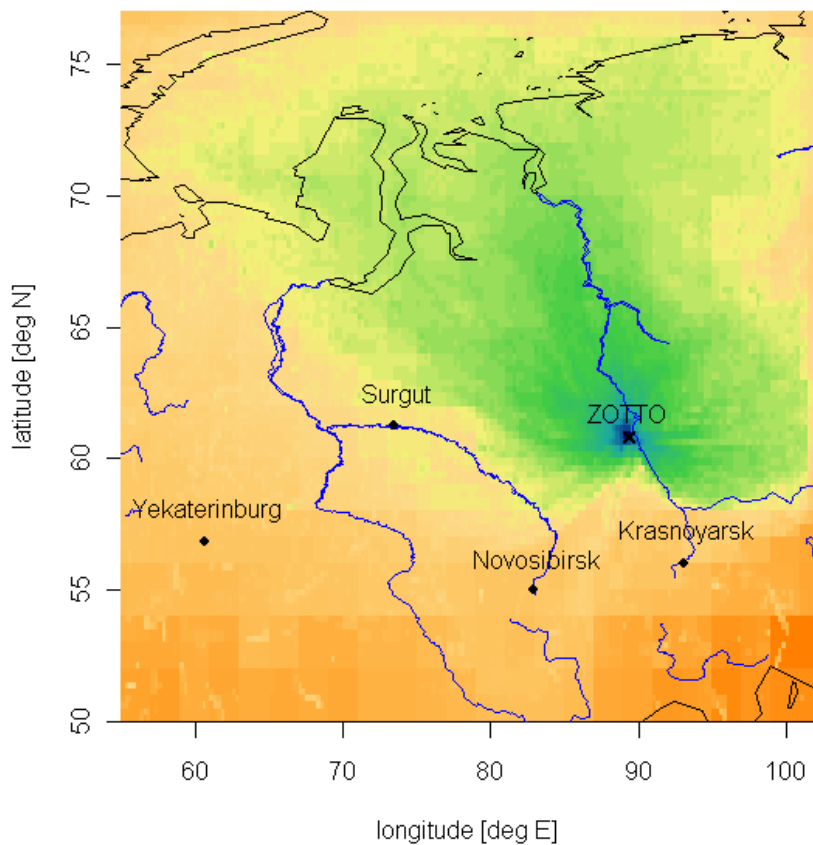 75
70
65
60
55
50
latitude [deg N]
Surgut
ZOTTO
Yekaterinburg
Krasnoyarsk
Novosibirsk
60
70
80
90
100
longitude [deg E]